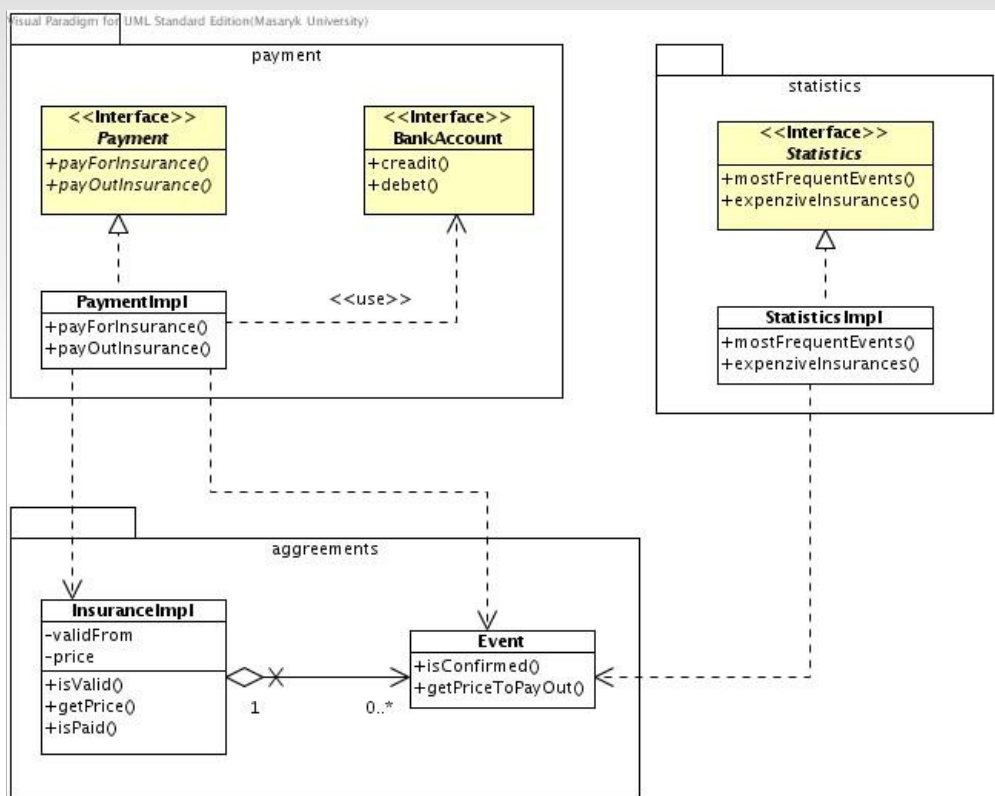 Visual Paradigm for UML Standard Edition(Masaryk University)
payment
<<Interface>>
Payment
+payForInsurance()
+payOutInsurance()
<<Interface>>
BankAccount
+creadit()
+debet()
PaymentImpl
+payForInsurance()
+payOutInsurance()
<<use>>
statistics
<<Interface>>
Statistics
+mostFrequentEvents()
+expenziveInsurances()
StatisticsImpl
+mostFrequentEvents()
+expenziveInsurances()
aggreements
InsuranceImpl
-validFrom
-price
+isValid()
+getPrice()
+isPaid()
1
0..*
Event
+isConfirmed()
+getPriceToPayOut()